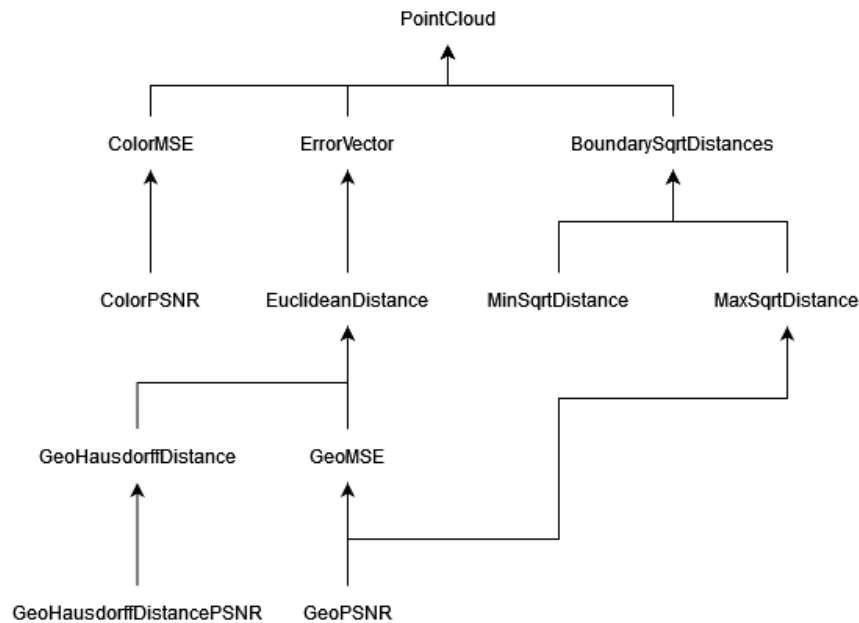 PointCloud
ColorMSE ErrorVector BoundarySqrtDistances
ColorPSNR EuclideanDistance MinSqrtDistance MaxSqrtDistance
GeoHausdorffDistance GeoMSE
GeoHausdorffDistancePSNR GeoPSNR